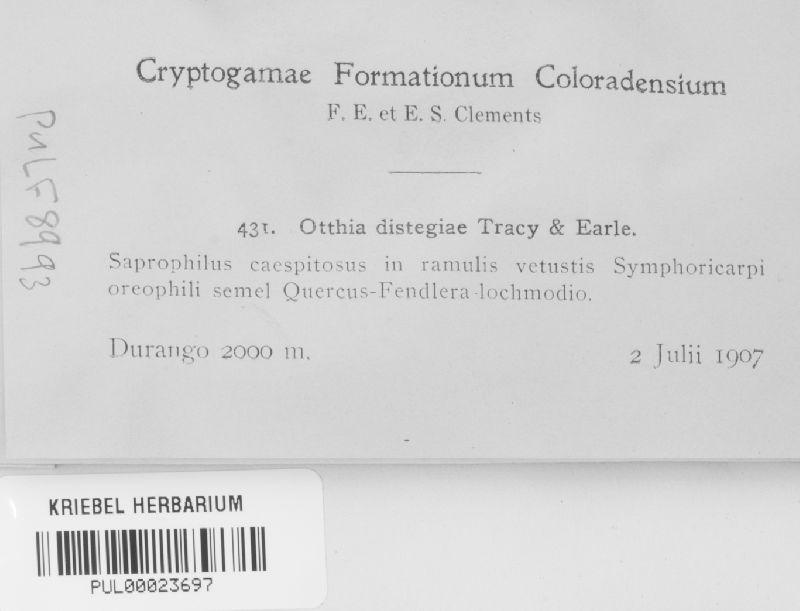 Cryptogamae Formationum Coloradensium
F. E. et E. S. Clements
431. Otthia distegiae Tracy & Earle.
Saprophilus caespitosus in ramulis vetustis Symphoricarpi
oreophili semel Quercus-Fendlera-lochmodio.
Durango 2000 m. 2 Julii 1907
PuLF8993
KRIEBEL HERBARIUM
PUL00023697